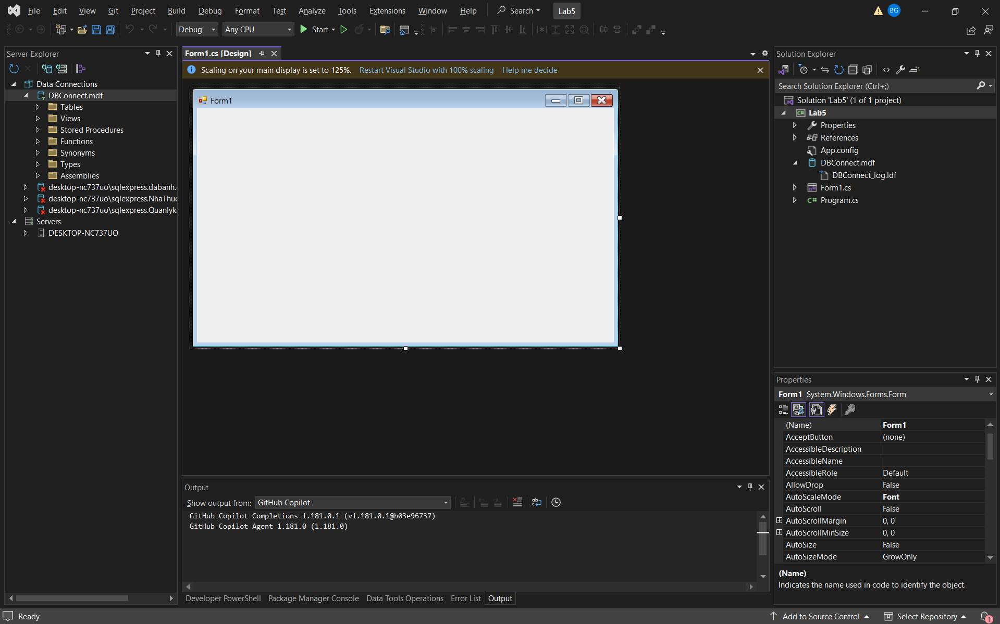 File Edit View Git Project Build Debug Format Test Analyze Tools Extensions Window Help Search Lab5 BG
Debug Any CPU Start
Server Explorer
Data Connections
DBConnect.mdf
Tables
Views
Stored Procedures
Functions
Synonyms
Types
Assemblies
desktop-nc737uo\sqlexpress.dabanh.
desktop-nc737uo\sqlexpress.NhaThuo
desktop-nc737uo\sqlexpress.Quanlyk
Servers
DESKTOP-NC737UO
Form1.cs [Design]
Scaling on your main display is set to 125%. Restart Visual Studio with 100% scaling Help me decide
Form1
Output
Show output from: GitHub Copilot
GitHub Copilot Completions 1.181.0.1 (v1.181.0.1@b03e96737)
GitHub Copilot Agent 1.181.0 (1.181.0)
Developer PowerShell Package Manager Console Data Tools Operations Error List Output
Solution Explorer
Search Solution Explorer (Ctrl+;)
Solution 'Lab5' (1 of 1 project)
C# Lab5
Properties
References
App.config
DBConnect.mdf
DBConnect_log.ldf
Form1.cs
C# Program.cs
Properties
Form1 System.Windows.Forms.Form
(Name) Form1
AcceptButton (none)
AccessibleDescription
AccessibleName
AccessibleRole Default
AllowDrop False
AutoScaleMode Font
AutoScroll False
AutoScrollMargin 0, 0
AutoScrollMinSize 0, 0
AutoSize False
AutoSizeMode GrowOnly
(Name)
Indicates the name used in code to identify the object.
Ready Add to Source Control Select Repository 1